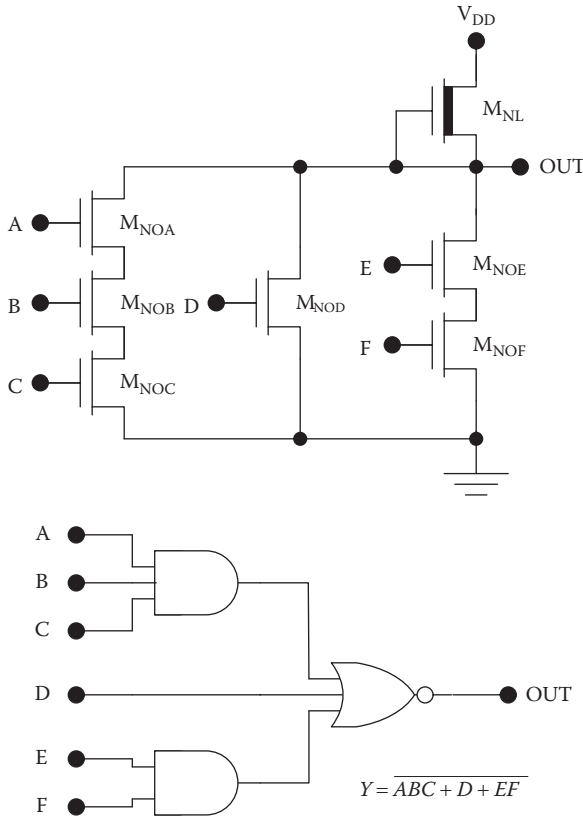 V_DD
M_NL
OUT
A
M_NOA
E
M_NOE
B
M_NOB
D
M_NOD
F
M_NOF
C
M_NOC
A
B
C
D
OUT
E
F
Y = \overline{ABC + D + EF}